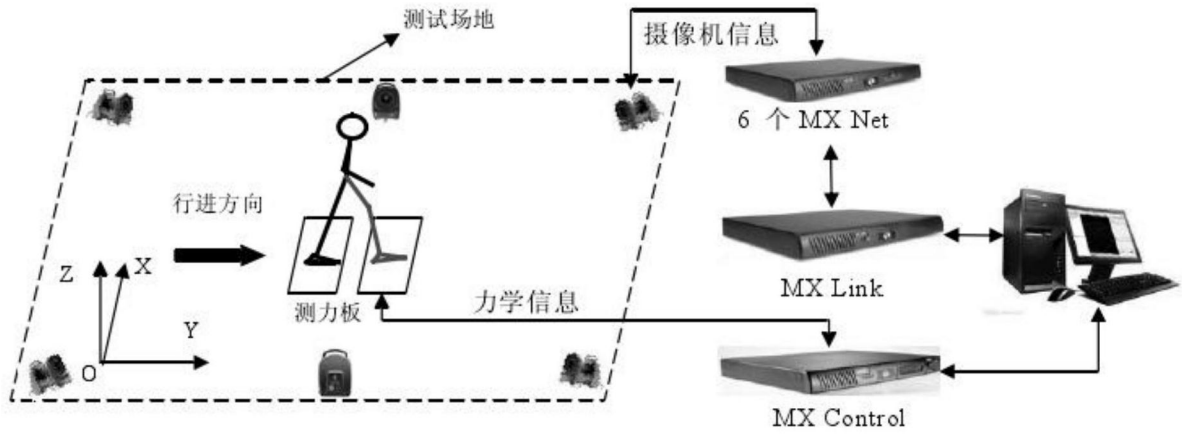 测试场地
摄像机信息
6 个 MX Net
行进方向
Z
X
MX Link
测力板
力学信息
Y
O
MX Control